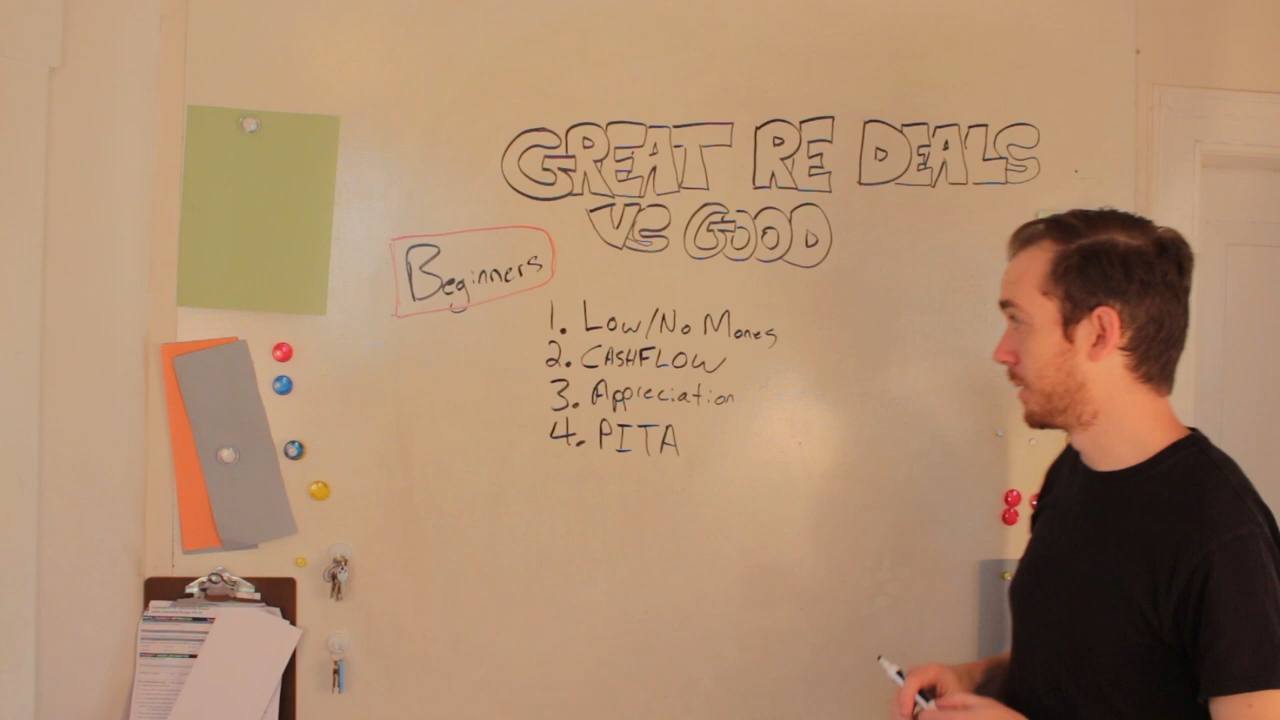 GREAT RE DEALS
VS GOOD
Beginners
1. Low/No Money
2. CASHFLOW
3. Appreciation
4. PITA